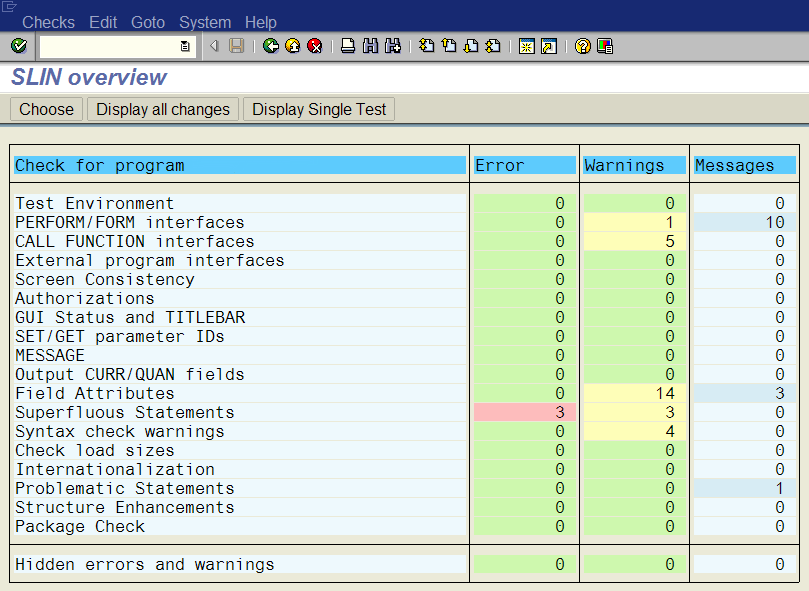 Checks Edit Goto System Help
SLIN overview
Choose Display all changes Display Single Test
Check for program Error Warnings Messages
Test Environment 0 0 0
PERFORM/FORM interfaces 0 1 10
CALL FUNCTION interfaces 0 5 0
External program interfaces 0 0 0
Screen Consistency 0 0 0
Authorizations 0 0 0
GUI Status and TITLEBAR 0 0 0
SET/GET parameter IDs 0 0 0
MESSAGE 0 0 0
Output CURR/QUAN fields 0 0 0
Field Attributes 0 14 3
Superfluous Statements 3 3 0
Syntax check warnings 0 4 0
Check load sizes 0 0 0
Internationalization 0 0 0
Problematic Statements 0 0 1
Structure Enhancements 0 0 0
Package Check 0 0 0
Hidden errors and warnings 0 0 0